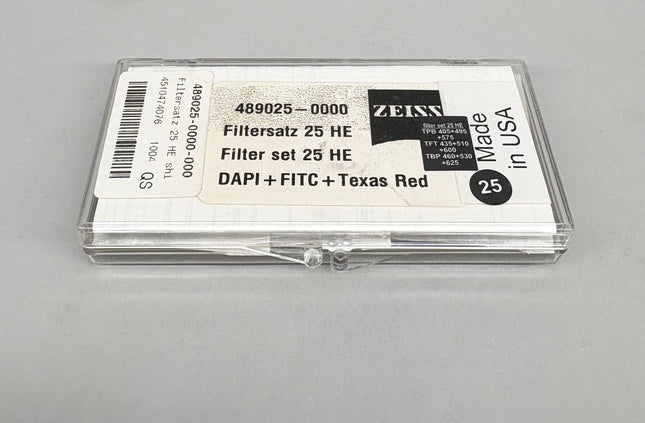 489025-0000-000
Filtersatz 25 HE shi
4510474076 1004 QS
489025-0000
Filtersatz 25 HE
Filter set 25 HE
DAPI+FITC+Texas Red
ZEISS
filter set 25 HE
TPB 405+495
+575
TFT 435+510
+600
TBP 460+530
+625
25
Made
in USA